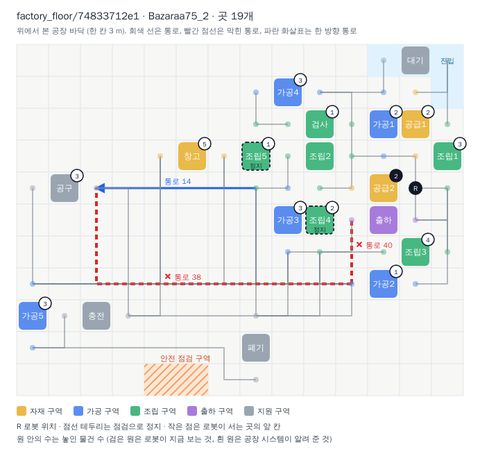 factory_floor/74833712e1 · Bazaraa75_2 · 곳 19개
위에서 본 공장 바닥 (한 칸 3 m). 회색 선은 통로, 빨간 점선은 막힌 통로, 파란 화살표는 한 방향 통로
대기
진입
3
가공4
1
검사
2
가공1
2
공급1
5
창고
1
조립5
정지
조립2
3
조립1
3
공구
통로 14
2
공급2
R
3
가공3
2
조립4
정지
출하
✖ 통로 40
4
조립3
✖ 통로 38
1
가공2
3
가공5
충전
폐기
안전 점검 구역
자재 구역
가공 구역
조립 구역
출하 구역
지원 구역
R 로봇 위치 · 점선 테두리는 점검으로 정지 · 작은 점은 로봇이 서는 곳의 앞 칸
원 안의 수는 놓인 물건 수 (검은 원은 로봇이 지금 보는 것, 흰 원은 공장 시스템이 알려 준 것)